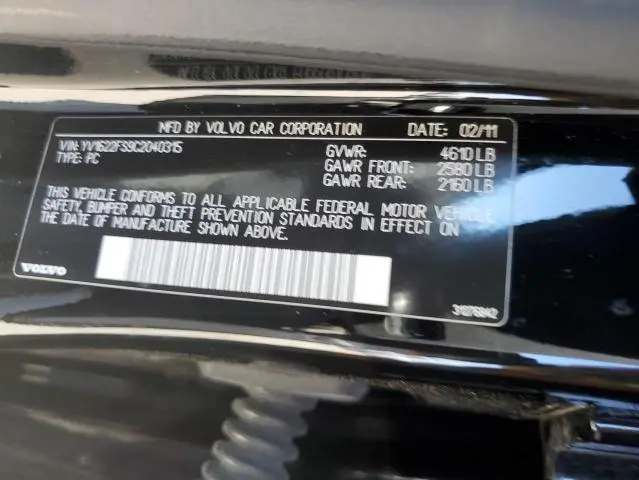 MFD BY VOLVO CAR CORPORATION DATE: 02/11
VIN: YV1622FS9C2040315 GVWR: 4610 LB
TYPE: PC GAWR FRONT: 2580 LB
GAWR REAR: 2160 LB
THIS VEHICLE CONFORMS TO ALL APPLICABLE FEDERAL MOTOR VEHICLE
SAFETY, BUMPER AND THEFT PREVENTION STANDARDS IN EFFECT ON
THE DATE OF MANUFACTURE SHOWN ABOVE.
VOLVO 31276842